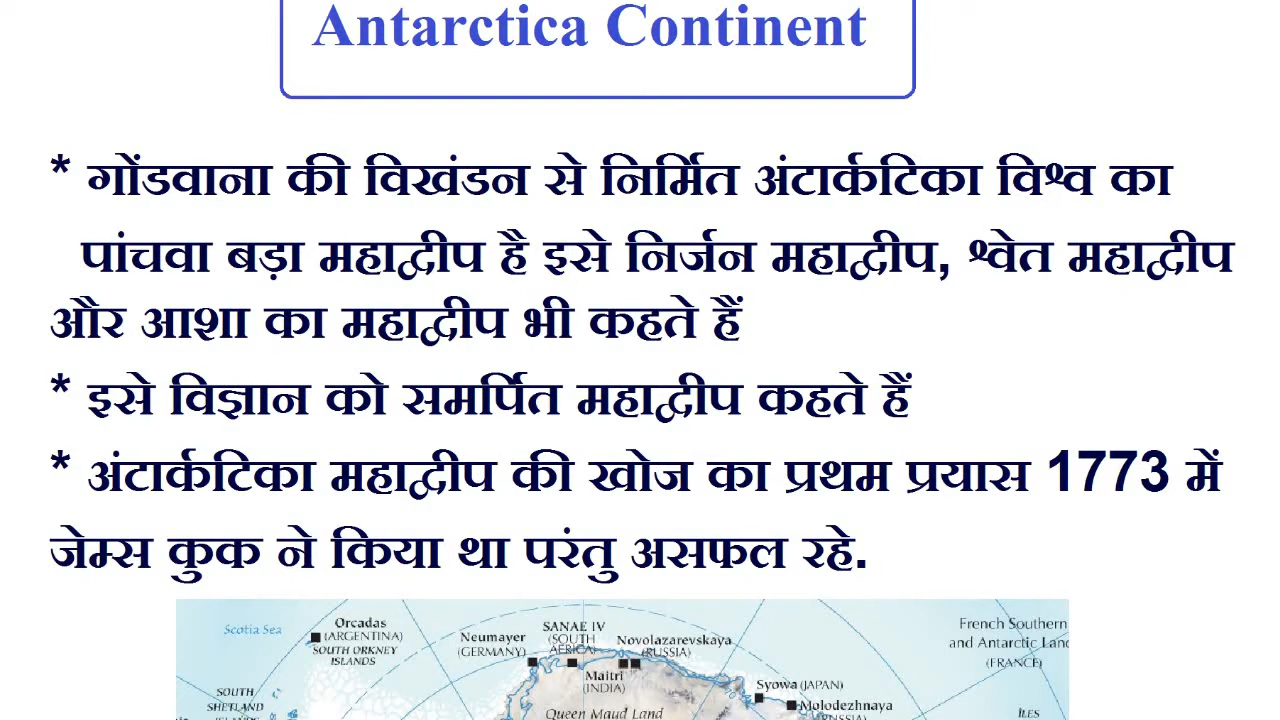 Antarctica Continent
* गोंडवाना की विखंडन से निर्मित अंटार्कटिका विश्व का
पांचवा बड़ा महाद्वीप है इसे निर्जन महाद्वीप, श्वेत महाद्वीप
और आशा का महाद्वीप भी कहते हैं
* इसे विज्ञान को समर्पित महाद्वीप कहते हैं
* अंटार्कटिका महाद्वीप की खोज का प्रथम प्रयास 1773 में
जेम्स कुक ने किया था परंतु असफल रहे.
Scotia Sea
Orcadas
(ARGENTINA)
SOUTH ORKNEY
ISLANDS
Neumayer
(GERMANY)
SANAE IV
(SOUTH
AFRICA)
Novolazarevskaya
(RUSSIA)
Maitri
(INDIA)
French Southern
and Antarctic Land
(FRANCE)
Syowa (JAPAN)
Molodezhnaya
(RUSSIA)
SOUTH
SHETLAND
ISLANDS
Queen Maud Land
ÎLES